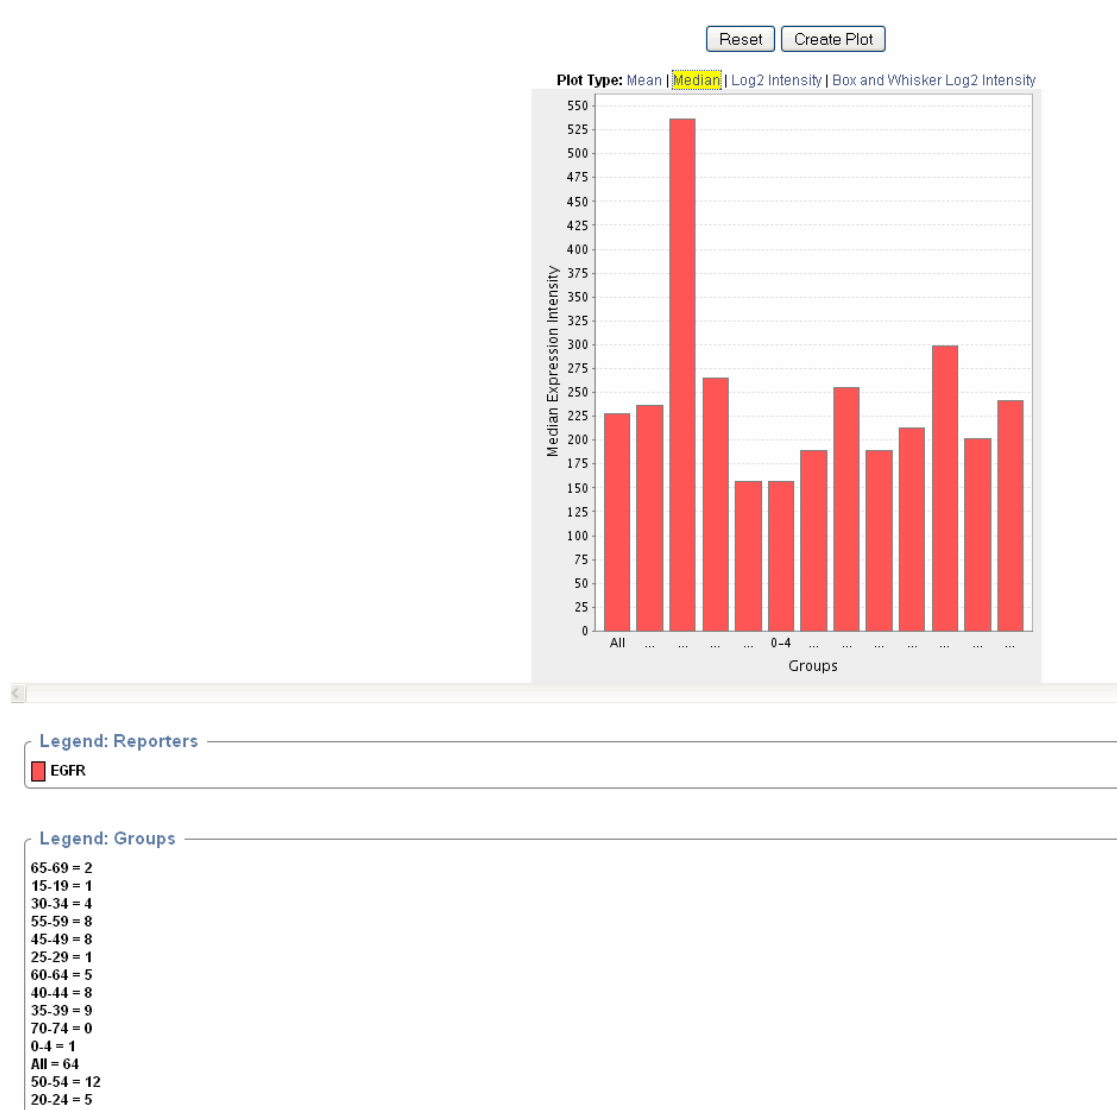 Reset Create Plot
Plot Type: Mean | Median | Log2 Intensity | Box and Whisker Log2 Intensity
550
525
500
475
450
425
400
375
350
325
300
275
250
225
200
175
150
125
100
75
50
25
0
Median Expression Intensity
All ... ... ... ... 0-4 ... ... ... ... ... ... ...
Groups
Legend: Reporters
EGFR
Legend: Groups
65-69 = 2
15-19 = 1
30-34 = 4
55-59 = 8
45-49 = 8
25-29 = 1
60-64 = 5
40-44 = 8
35-39 = 9
70-74 = 0
0-4 = 1
All = 64
50-54 = 12
20-24 = 5